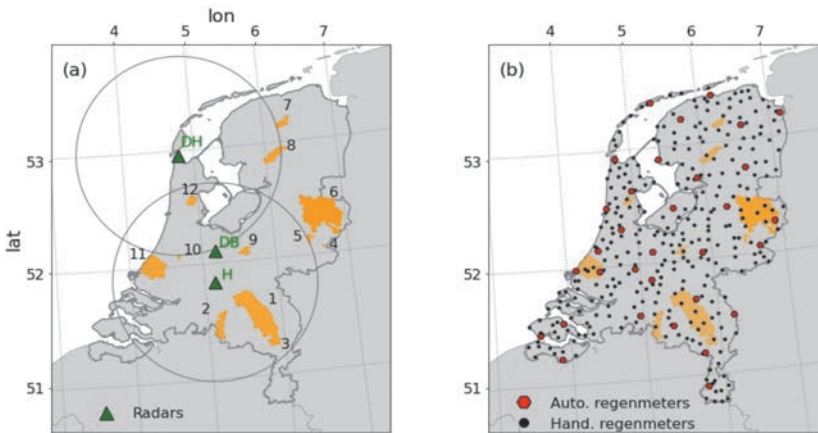 lon
4 5 6 7
4 5 6 7
(a)
(b)
7
DH
8
53
53
12
6
lat
DB
9
5
4
11
10
52
52
H
1
2
3
51
51
Radars
Auto. regenmeters
Hand. regenmeters